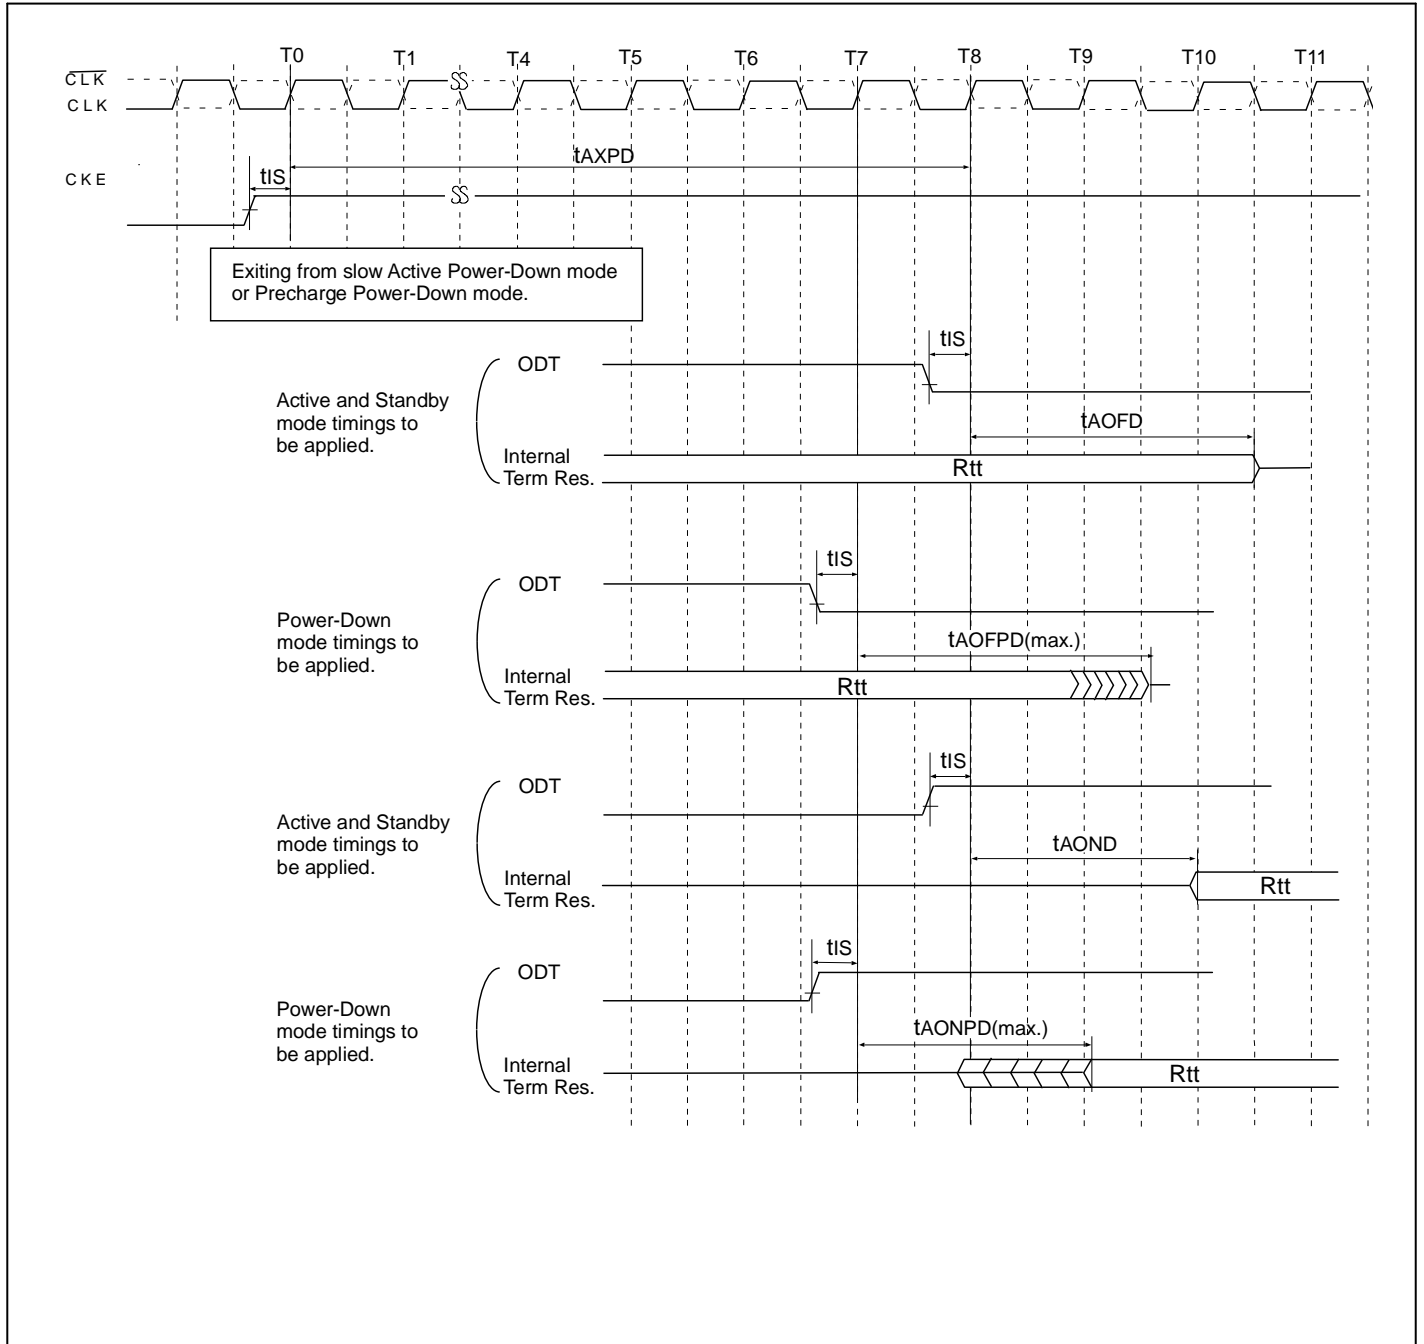 T0 T1 T4 T5 T6 T7 T8 T9 T10 T11
CLK
CLK
tAXPD
CKE
tIS
Exiting from slow Active Power-Down mode
or Precharge Power-Down mode.
tIS
ODT
Active and Standby
mode timings to
be applied.
tAOFD
Internal
Term Res.
Rtt
tIS
ODT
Power-Down
mode timings to
be applied.
tAOFPD(max.)
Internal
Term Res.
Rtt
tIS
ODT
Active and Standby
mode timings to
be applied.
tAOND
Internal
Term Res.
Rtt
tIS
ODT
Power-Down
mode timings to
be applied.
tAONPD(max.)
Internal
Term Res.
Rtt